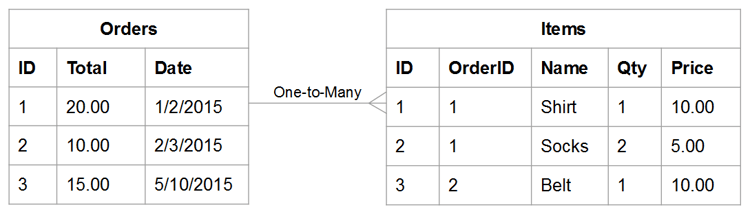 Orders
ID Total Date
1 20.00 1/2/2015
2 10.00 2/3/2015
3 15.00 5/10/2015
One-to-Many
Items
ID OrderID Name Qty Price
1 1 Shirt 1 10.00
2 1 Socks 2 5.00
3 2 Belt 1 10.00